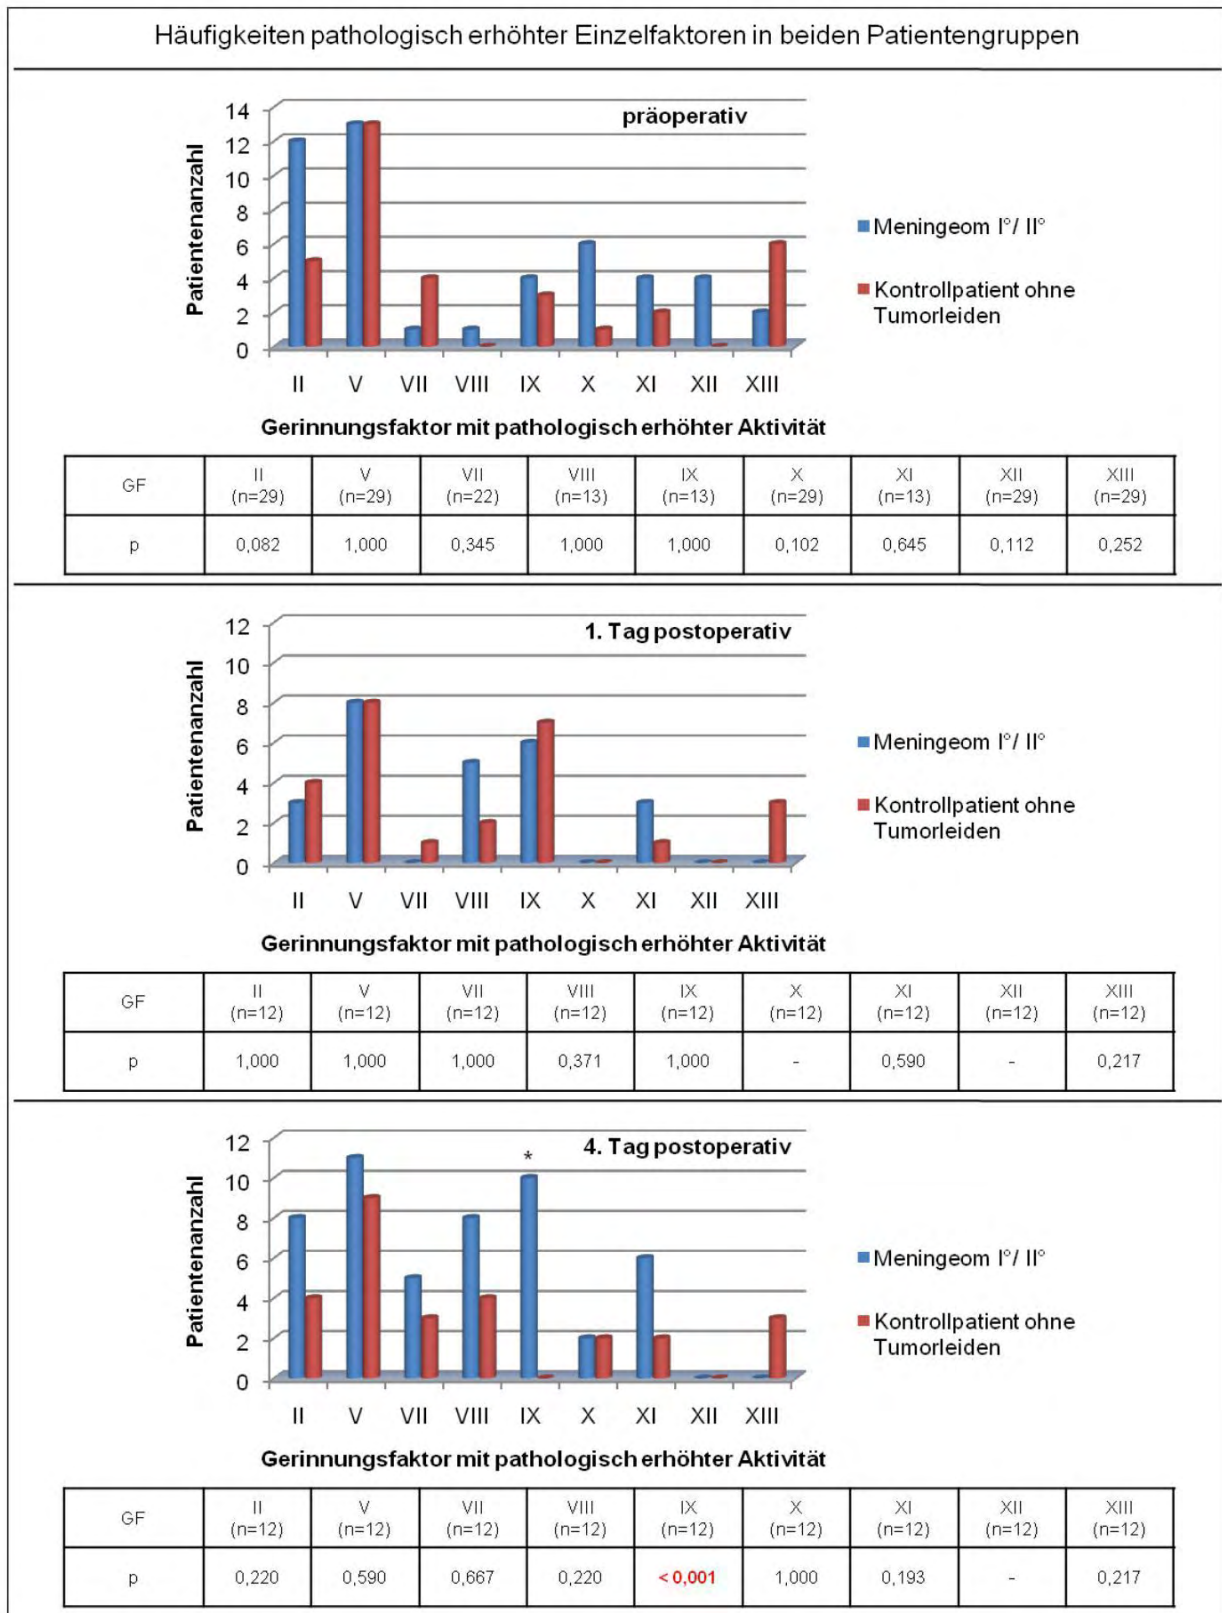 Häufigkeiten pathologisch erhöhter Einzelfaktoren in beiden Patientengruppen
präoperativ
Patientenanzahl
14
12
10
8
6
4
2
0
II V VII VIII IX X XI XII XIII
Gerinnungsfaktor mit pathologisch erhöhter Aktivität
Meningeom I°/ II°
Kontrollpatient ohne
Tumorleiden
GF II V VII VIII IX X XI XII XIII
(n=29) (n=29) (n=22) (n=13) (n=13) (n=29) (n=13) (n=29) (n=29)
p 0,082 1,000 0,345 1,000 1,000 0,102 0,645 0,112 0,252
1. Tag postoperativ
Patientenanzahl
12
10
8
6
4
2
0
II V VII VIII IX X XI XII XIII
Gerinnungsfaktor mit pathologisch erhöhter Aktivität
Meningeom I°/ II°
Kontrollpatient ohne
Tumorleiden
GF II V VII VIII IX X XI XII XIII
(n=12) (n=12) (n=12) (n=12) (n=12) (n=12) (n=12) (n=12) (n=12)
p 1,000 1,000 1,000 0,371 1,000 - 0,590 - 0,217
4. Tag postoperativ
*
Patientenanzahl
12
10
8
6
4
2
0
II V VII VIII IX X XI XII XIII
Gerinnungsfaktor mit pathologisch erhöhter Aktivität
Meningeom I°/ II°
Kontrollpatient ohne
Tumorleiden
GF II V VII VIII IX X XI XII XIII
(n=12) (n=12) (n=12) (n=12) (n=12) (n=12) (n=12) (n=12) (n=12)
p 0,220 0,590 0,667 0,220 < 0,001 1,000 0,193 - 0,217